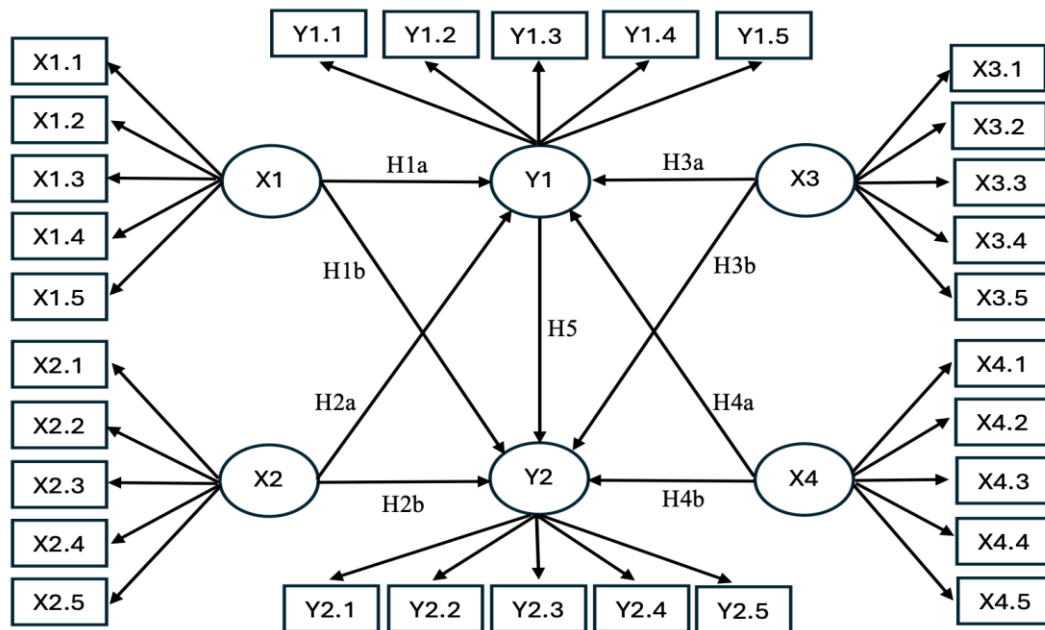 Y1.1 Y1.2 Y1.3 Y1.4 Y1.5
X1.1
X1.2
X1.3
X1.4
X1.5
X3.1
X3.2
X3.3
X3.4
X3.5
X1 H1a Y1 H3a X3
H1b H3b
H5
H2a H4a
X2 H2b Y2 H4b X4
X2.1
X2.2
X2.3
X2.4
X2.5
X4.1
X4.2
X4.3
X4.4
X4.5
Y2.1 Y2.2 Y2.3 Y2.4 Y2.5